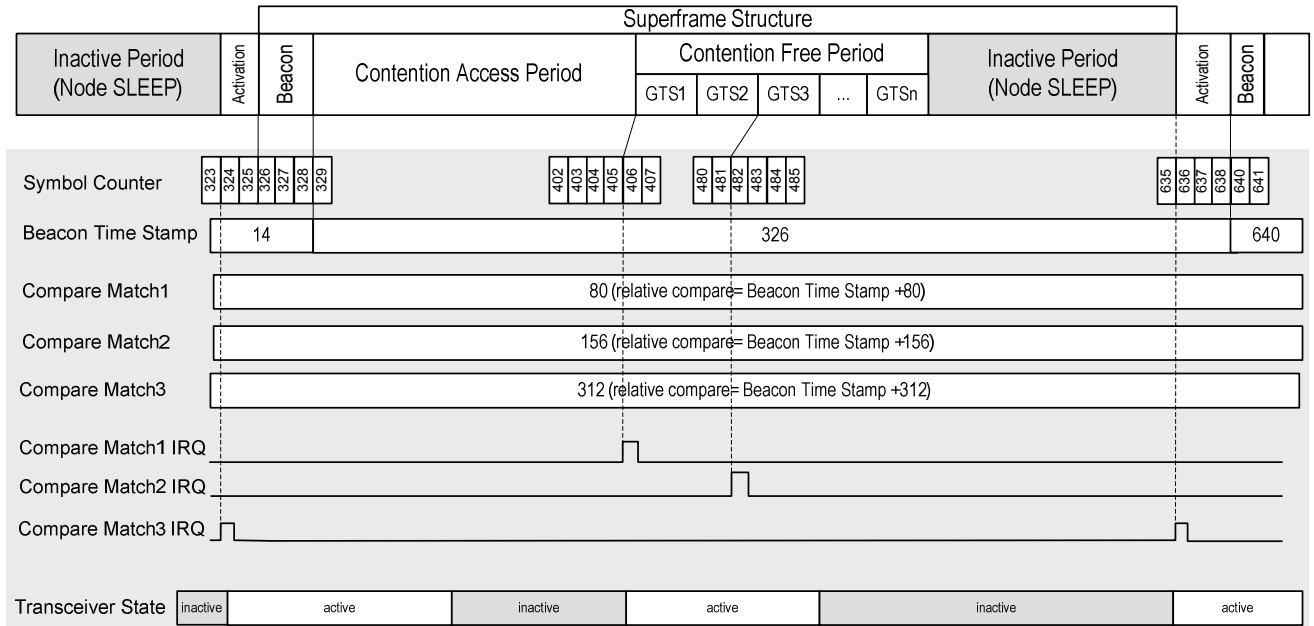 Superframe Structure
Inactive Period
(Node SLEEP)
Activation
Beacon
Contention Access Period
Contention Free Period
GTS1 GTS2 GTS3 ... GTSn
Inactive Period
(Node SLEEP)
Activation
Beacon
Symbol Counter
323 324 325 326 327 328 329
402 403 404 405 406 407
480 481 482 483 484 485
635 636 637 638 640 641
Beacon Time Stamp
14 326 640
Compare Match1
80 (relative compare= Beacon Time Stamp +80)
Compare Match2
156 (relative compare= Beacon Time Stamp +156)
Compare Match3
312 (relative compare= Beacon Time Stamp +312)
Compare Match1 IRQ
Compare Match2 IRQ
Compare Match3 IRQ
Transceiver State
inactive active inactive active inactive active